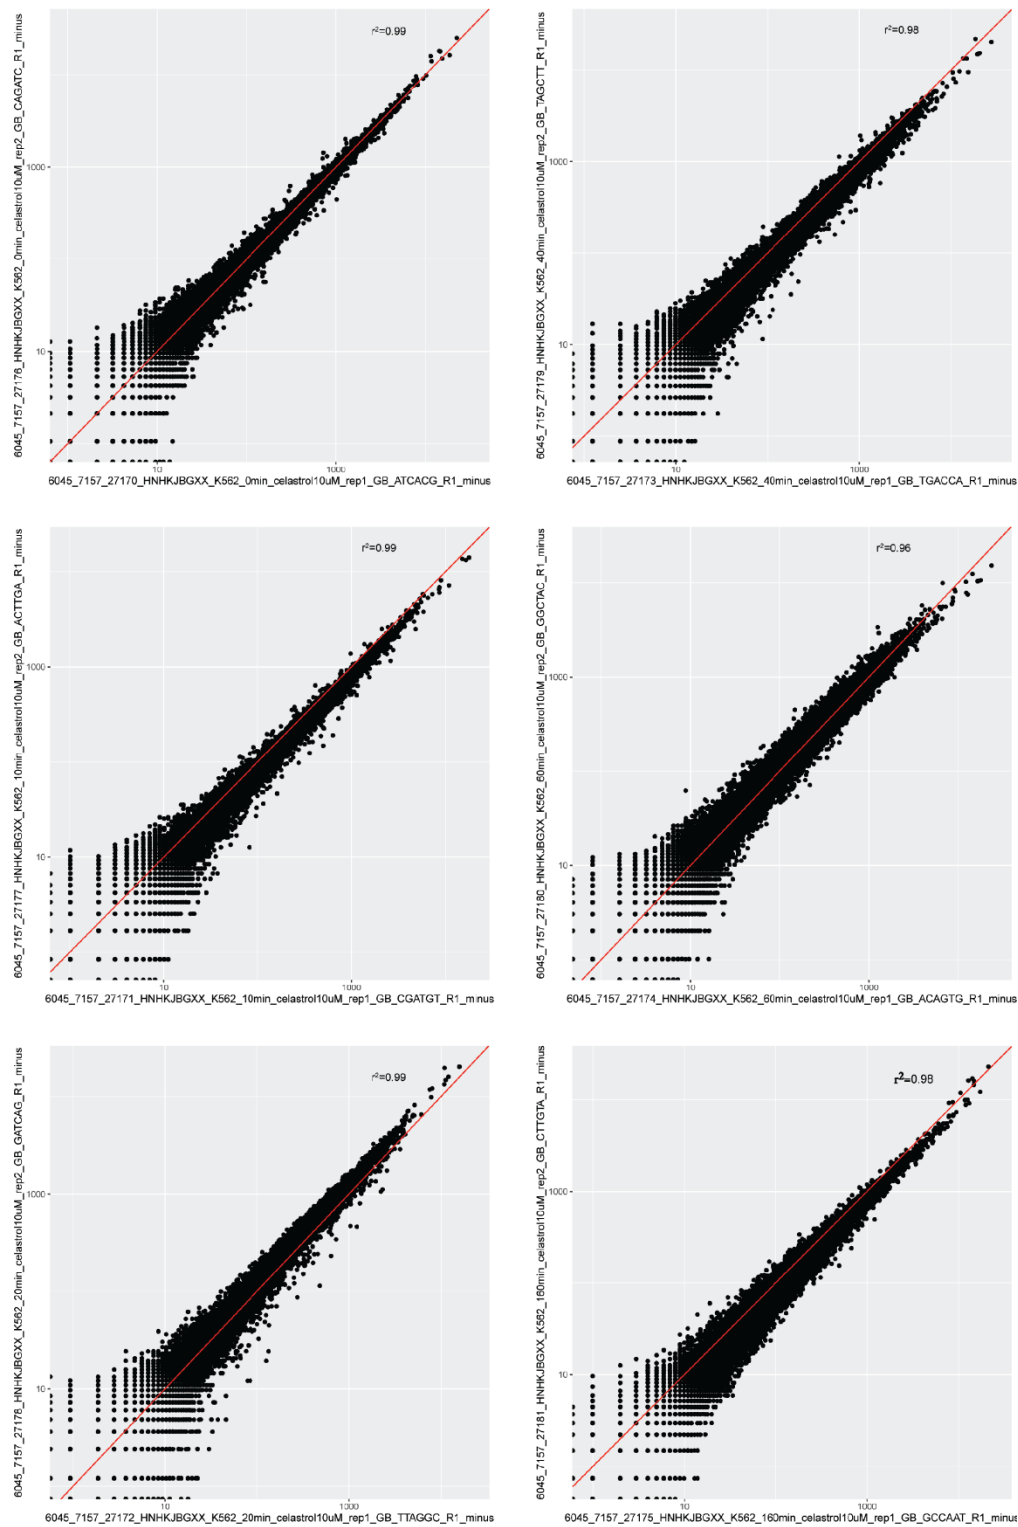 6045_7157_27176_HNHKJBGXX_K562_0min_celastrol10uM_rep2_GB_CAGATC_R1_minus
r²=0.99
1000
10
10 1000
6045_7157_27170_HNHKJBGXX_K562_0min_celastrol10uM_rep1_GB_ATCACG_R1_minus
6045_7157_27179_HNHKJBGXX_K562_40min_celastrol10uM_rep2_GB_TAGCTT_R1_minus
r²=0.98
1000
10
10 1000
6045_7157_27173_HNHKJBGXX_K562_40min_celastrol10uM_rep1_GB_TGACCA_R1_minus
6045_7157_27177_HNHKJBGXX_K562_10min_celastrol10uM_rep2_GB_ACTTGA_R1_minus
r²=0.99
1000
10
10 1000
6045_7157_27171_HNHKJBGXX_K562_10min_celastrol10uM_rep1_GB_CGATGT_R1_minus
6045_7157_27180_HNHKJBGXX_K562_60min_celastrol10uM_rep2_GB_GGCTAC_R1_minus
r²=0.96
1000
10
10 1000
6045_7157_27174_HNHKJBGXX_K562_60min_celastrol10uM_rep1_GB_ACAGTG_R1_minus
6045_7157_27178_HNHKJBGXX_K562_20min_celastrol10uM_rep2_GB_GATCAG_R1_minus
r²=0.99
1000
10
10 1000
6045_7157_27172_HNHKJBGXX_K562_20min_celastrol10uM_rep1_GB_TTAGGC_R1_minus
6045_7157_27181_HNHKJBGXX_K562_160min_celastrol10uM_rep2_GB_CTTGTA_R1_minus
r²=0.98
1000
10
10 1000
6045_7157_27175_HNHKJBGXX_K562_160min_celastrol10uM_rep1_GB_GCCAAT_R1_minus